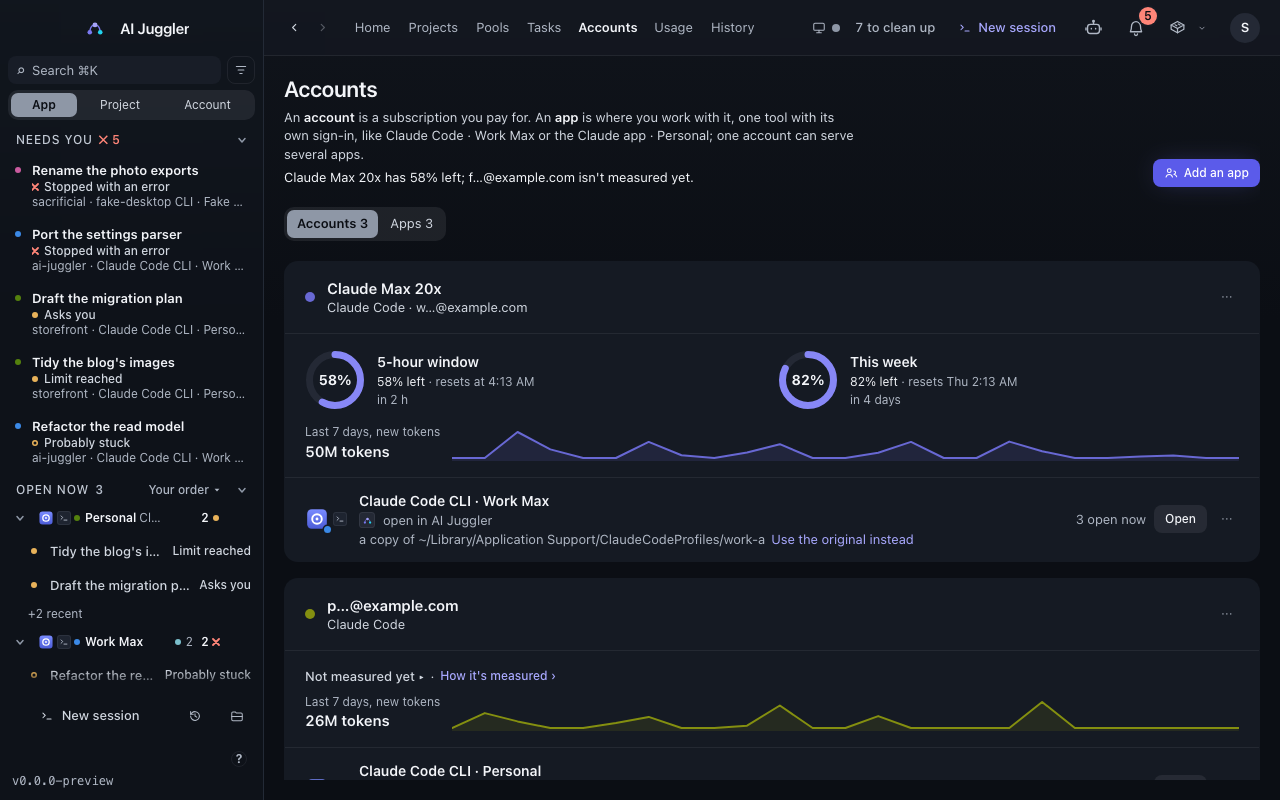 AI Juggler
Search ⌘K
App Project Account
NEEDS YOU 5
Rename the photo exports
Stopped with an error
sacrificial · fake-desktop CLI · Fake ...
Port the settings parser
Stopped with an error
ai-juggler · Claude Code CLI · Work ...
Draft the migration plan
Asks you
storefront · Claude Code CLI · Perso...
Tidy the blog's images
Limit reached
storefront · Claude Code CLI · Perso...
Refactor the read model
Probably stuck
ai-juggler · Claude Code CLI · Work ...
OPEN NOW 3 Your order
Personal Cl... 2
Tidy the blog's i... Limit reached
Draft the migration p... Asks you
+2 recent
Work Max 2 2
Refactor the re... Probably stuck
New session
?
v0.0.0-preview
Home Projects Pools Tasks Accounts Usage History 7 to clean up New session 5 S
Accounts
An account is a subscription you pay for. An app is where you work with it, one tool with its
own sign-in, like Claude Code · Work Max or the Claude app · Personal; one account can serve
several apps.
Claude Max 20x has 58% left; f...@example.com isn't measured yet.
Add an app
Accounts 3 Apps 3
Claude Max 20x
Claude Code · w...@example.com
58% 5-hour window
58% left · resets at 4:13 AM
in 2 h
82% This week
82% left · resets Thu 2:13 AM
in 4 days
Last 7 days, new tokens
50M tokens
Claude Code CLI · Work Max
open in AI Juggler
a copy of ~/Library/Application Support/ClaudeCodeProfiles/work-a Use the original instead
3 open now Open
p...@example.com
Claude Code
Not measured yet · How it's measured ›
Last 7 days, new tokens
26M tokens
Claude Code CLI · Personal